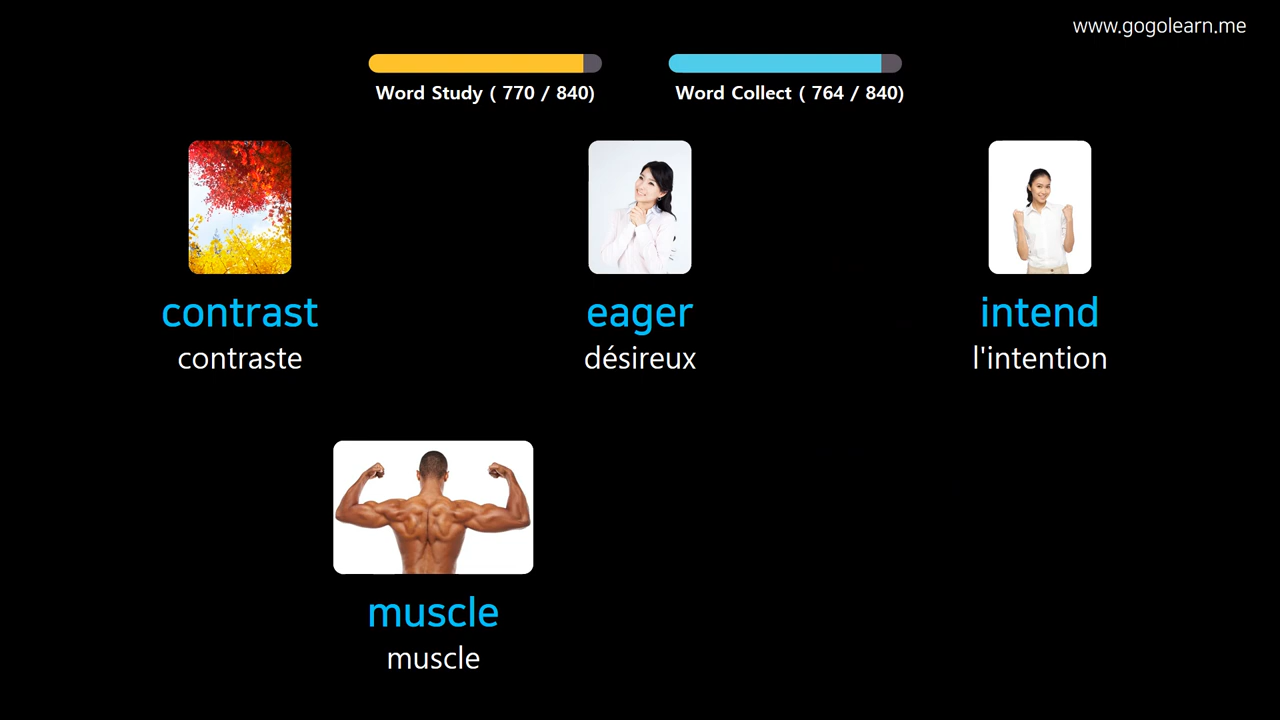 www.gogolearn.me
Word Study ( 770 / 840)
Word Collect ( 764 / 840)
contrast
contraste
eager
désireux
intend
l'intention
muscle
muscle